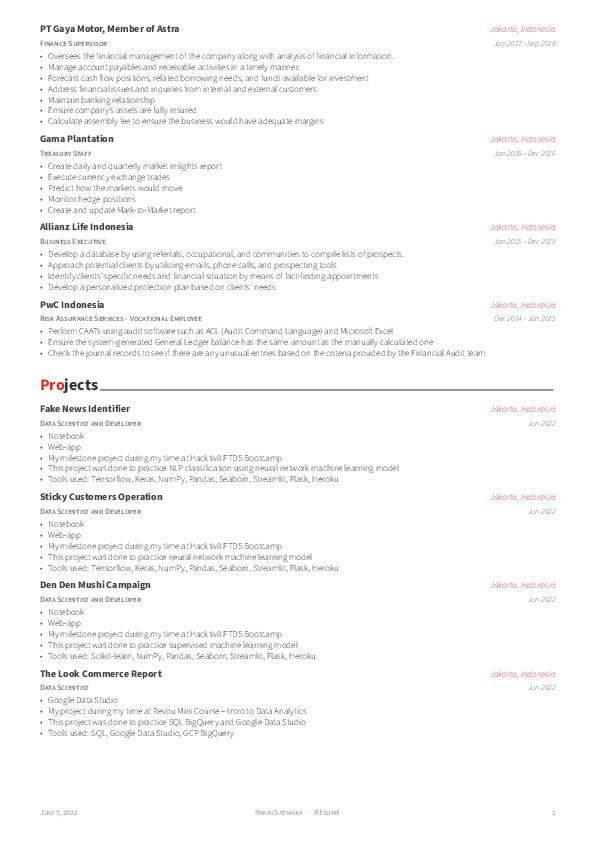 PT Gaya Motor, Member of Astra Jakarta, Indonesia
Finance Supervisor Jan 2017 - Sep 2018
• Oversees the financial management of the company along with analysis of financial information.
• Manage account payables and receivable activities in a timely manner.
• Forecast cash flow positions, related borrowing needs, and funds available for investment
• Address financial issues and inquiries from internal and external customers
• Maintain banking relationship
• Ensure company's assets are fully insured
• Calculate assembly fee to ensure the business would have adequate margins
Gama Plantation Jakarta, Indonesia
Treasury Staff Jan 2016 - Dec 2016
• Create daily and quarterly market insights report
• Execute currency exchange trades
• Predict how the markets would move
• Monitor hedge positions
• Create and update Mark-to-Market report
Allianz Life Indonesia Jakarta, Indonesia
Business Executive Jan 2015 - Dec 2015
• Develop a database by using referrals, occupational, and communities to compile lists of prospects.
• Approach potential clients by utilizing emails, phone calls, and prospecting tools
• Identify clients' specific needs and financial situation by means of fact-finding appointments
• Develop a personalized protection plan based on clients' needs
PwC Indonesia Jakarta, Indonesia
Risk Assurance Services - Vocational Employee Dec 2014 - Jan 2015
• Perform CAATs using audit software such as ACL (Audit Command Language) and Microsoft Excel
• Ensure the system-generated General Ledger balance has the same amount as the manually calculated one
• Check the journal records to see if there are any unusual entries based on the criteria provided by the Financial Audit team
Projects
Fake News Identifier Jakarta, Indonesia
Data Scientist and Developer Jun 2022
• Notebook
• Web-app
• My milestone project during my time at Hacktiv8 FTDS Bootcamp
• This project was done to practice NLP classification using neural network machine learning model
• Tools used: Tensorflow, Keras, NumPy, Pandas, Seaborn, Streamlit, Flask, Heroku
Sticky Customers Operation Jakarta, Indonesia
Data Scientist and Developer Jun 2022
• Notebook
• Web-app
• My milestone project during my time at Hacktiv8 FTDS Bootcamp
• This project was done to practice neural network machine learning model
• Tools used: Tensorflow, Keras, NumPy, Pandas, Seaborn, Streamlit, Flask, Heroku
Den Den Mushi Campaign Jakarta, Indonesia
Data Scientist and Developer Jun 2022
• Notebook
• Web-app
• My milestone project during my time at Hacktiv8 FTDS Bootcamp
• This project was done to practice supervised machine learning model
• Tools used: Scikit-learn, NumPy, Pandas, Seaborn, Streamlit, Flask, Heroku
The Look Commerce Report Jakarta, Indonesia
Data Scientist Jun 2022
• Google Data Studio
• My project during my time at Revou Mini Course – Intro to Data Analytics
• This project was done to practice SQL BigQuery and Google Data Studio
• Tools used: SQL, Google Data Studio, GCP BigQuery
July 7, 2022 Nikki Satmaka · Résumé 2